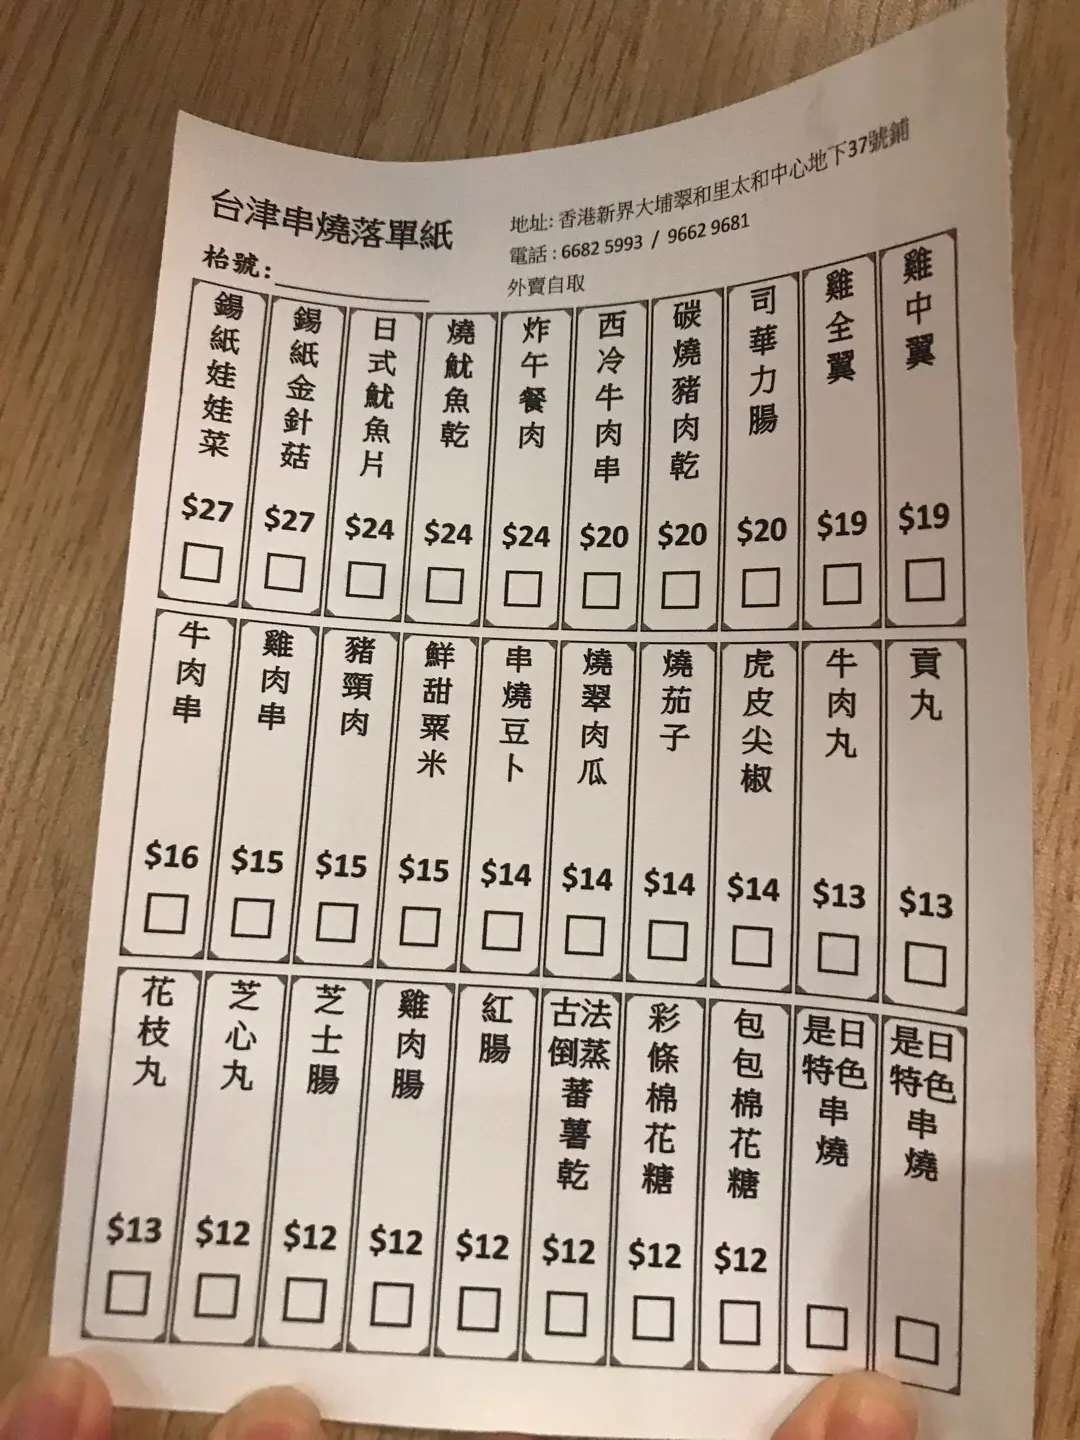 台津串燒落單紙
枱號:
地址: 香港新界大埔翠和里太和中心地下37號鋪
電話 : 6682 5993 / 9662 9681
外賣自取
錫紙娃娃菜
$27
錫紙金針菇
$27
日式魷魚片
$24
燒魷魚乾
$24
炸午餐肉
$24
西冷牛肉串
$20
碳燒豬肉乾
$20
司華力腸
$20
雞全翼
$19
雞中翼
$19
牛肉串
$16
雞肉串
$15
豬頸肉
$15
鮮甜粟米
$15
串燒豆卜
$14
燒翠肉瓜
$14
燒茄子
$14
虎皮尖椒
$14
牛肉丸
$13
貢丸
$13
花枝丸
$13
芝心丸
$12
芝士腸
$12
雞肉腸
$12
紅腸
$12
古法倒蒸蕃薯乾
$12
彩條棉花糖
$12
包包棉花糖
$12
是日特色串燒
是日特色串燒